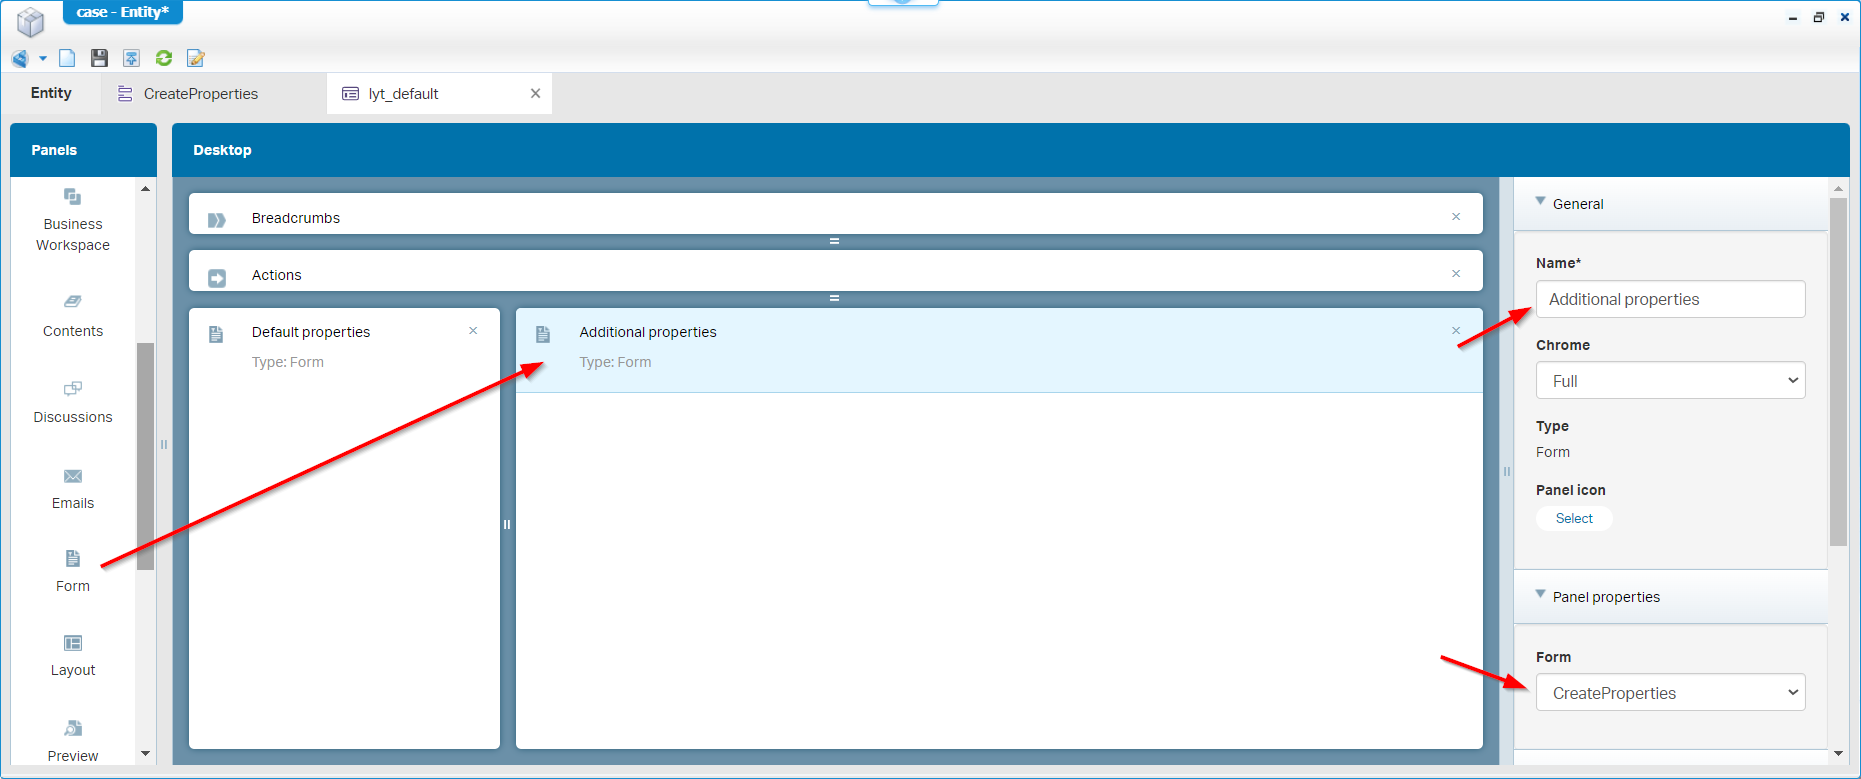 case - Entity*
Entity
CreateProperties
lyt_default
Panels
Business
Workspace
Contents
Discussions
Emails
Form
Layout
Preview
Desktop
Breadcrumbs
Actions
Default properties
Type: Form
Additional properties
Type: Form
General
Name*
Additional properties
Chrome
Full
Type
Form
Panel icon
Select
Panel properties
Form
CreateProperties